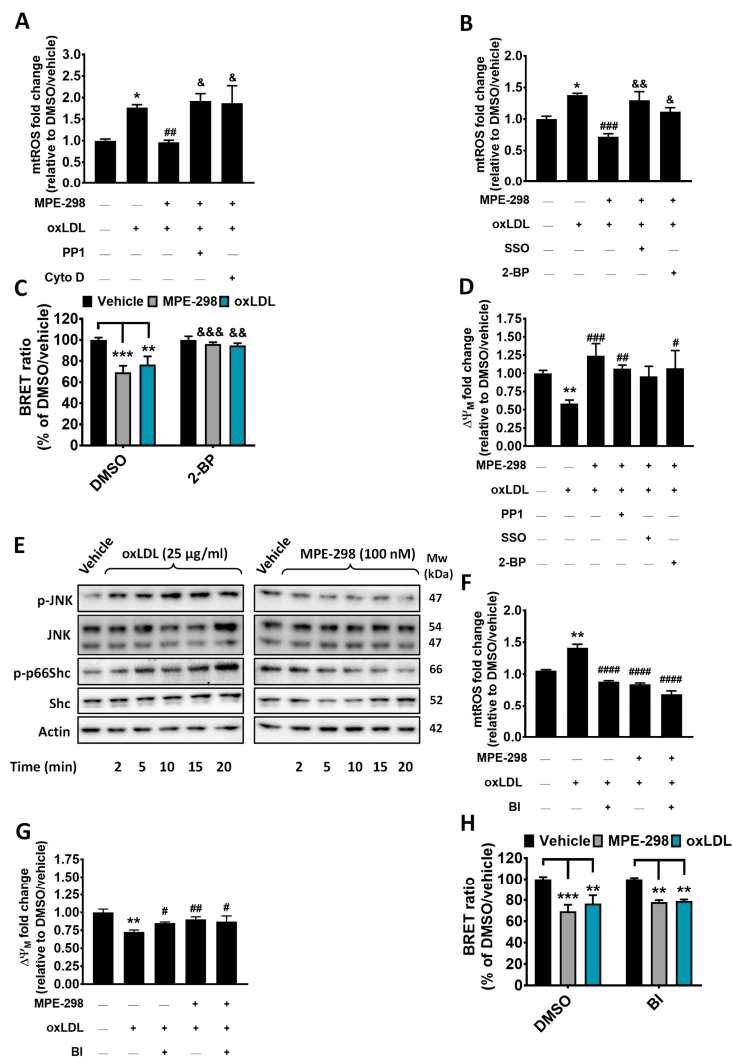 A
mtROS fold change
(relative to DMSO/vehicle)
3.0
2.5
2.0
1.5
1.0
0.5
0.0
* ## & &
MPE-298 — — + + +
oxLDL — + + + +
PP1 +
Cyto D +
B
mtROS fold change
(relative to DMSO/vehicle)
2.0
1.5
1.0
0.5
0.0
* ### && &
MPE-298 — — + + +
oxLDL — + + + +
SSO — — — + —
2-BP +
C
Vehicle MPE-298 oxLDL
BRET ratio
(% of DMSO/vehicle)
120
100
80
60
40
20
0
*** ** &&& &&
DMSO 2-BP
D
ΔΨM fold change
(relative to DMSO/vehicle)
1.75
1.50
1.25
1.00
0.75
0.50
0.25
0.00
** ### ## #
MPE-298 — — + + + +
oxLDL — + + + + +
PP1 — — — + — —
SSO — — — — + —
2-BP — — — — — +
E
Vehicle oxLDL (25 μg/ml) Vehicle MPE-298 (100 nM) Mw
(kDa)
p-JNK 47
JNK 54
47
p-p66Shc 66
Shc 52
Actin 42
Time (min) 2 5 10 15 20 2 5 10 15 20
F
mtROS fold change
(relative to DMSO/vehicle)
2.0
1.5
1.0
0.5
0.0
** #### #### ####
MPE-298 — — — + +
oxLDL — + + + +
BI — — + — +
G
ΔΨM fold change
(relative to DMSO/vehicle)
1.75
1.50
1.25
1.00
0.75
0.50
0.25
0.00
** # ## #
MPE-298 — — — + +
oxLDL — + + + +
BI — — + — +
H
Vehicle MPE-298 oxLDL
BRET ratio
(% of DMSO/vehicle)
120
100
80
60
40
20
0
*** ** ** **
DMSO BI